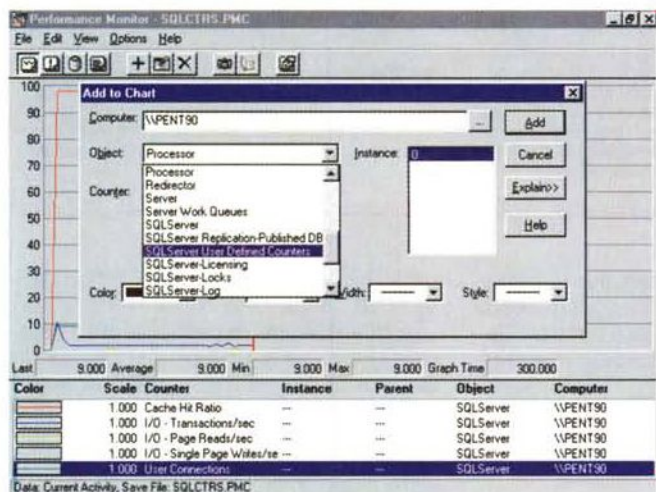 Performance Monitor - SQLCTRS.PMC
File Edit View Options Help
100
90
80
70
60
50
40
30
20
10
0
Add to Chart
Computer: \\PENT90 ... Add
Object: Processor Instance: 0 Cancel
Processor
Redirector
Server
Server Work Queues
SQLServer
SQLServer Replication-Published DB
SQLServer User Defined Counters
SQLServer-Licensing
SQLServer-Locks
SQLServer-Log
Counter: Explain>>
Help
Color: Width: Style:
Last 9.000 Average 9.000 Min 9.000 Max 9.000 Graph Time 300.000
Color Scale Counter Instance Parent Object Computer
1.000 Cache Hit Ratio --- --- SQLServer \\PENT90
1.000 I/O - Transactions/sec --- --- SQLServer \\PENT90
1.000 I/O - Page Reads/sec --- --- SQLServer \\PENT90
1.000 I/O - Single Page Writes/se --- --- SQLServer \\PENT90
1.000 User Connections --- --- SQLServer \\PENT90
Data: Current Activity, Save File: SQLCTRS.PMC